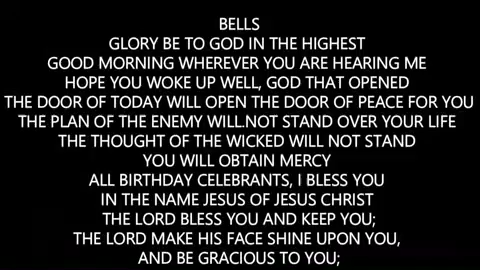 BELLS
GLORY BE TO GOD IN THE HIGHEST
GOOD MORNING WHEREVER YOU ARE HEARING ME
HOPE YOU WOKE UP WELL, GOD THAT OPENED
THE DOOR OF TODAY WILL OPEN THE DOOR OF PEACE FOR YOU
THE PLAN OF THE ENEMY WILL.NOT STAND OVER YOUR LIFE
THE THOUGHT OF THE WICKED WILL NOT STAND
YOU WILL OBTAIN MERCY
ALL BIRTHDAY CELEBRANTS, I BLESS YOU
IN THE NAME JESUS OF JESUS CHRIST
THE LORD BLESS YOU AND KEEP YOU;
THE LORD MAKE HIS FACE SHINE UPON YOU,
AND BE GRACIOUS TO YOU;